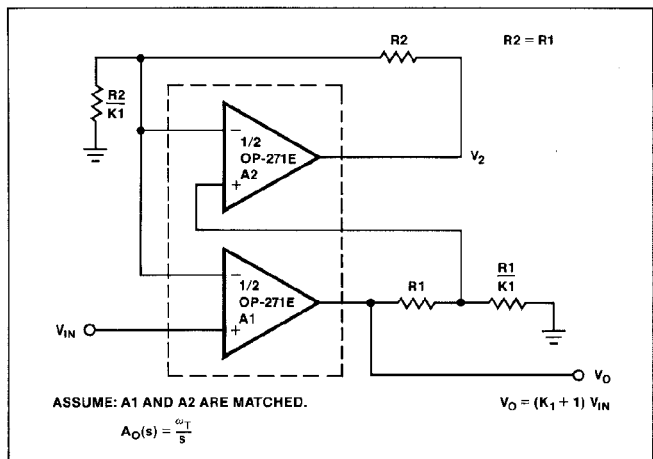 R2
R2 = R1
R2
K1
−
1/2
OP-271E
A2
+
V2
−
1/2
OP-271E
A1
+
R1
R1
K1
VIN
VO
ASSUME: A1 AND A2 ARE MATCHED.
VO = (K1 + 1) VIN
AO(s) = ωT
s